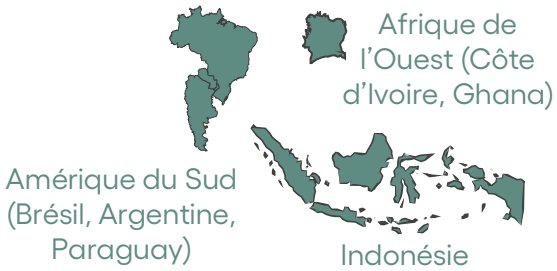 Afrique de
l’Ouest (Côte
d’Ivoire, Ghana)
Amérique du Sud
(Brésil, Argentine,
Paraguay)
Indonésie